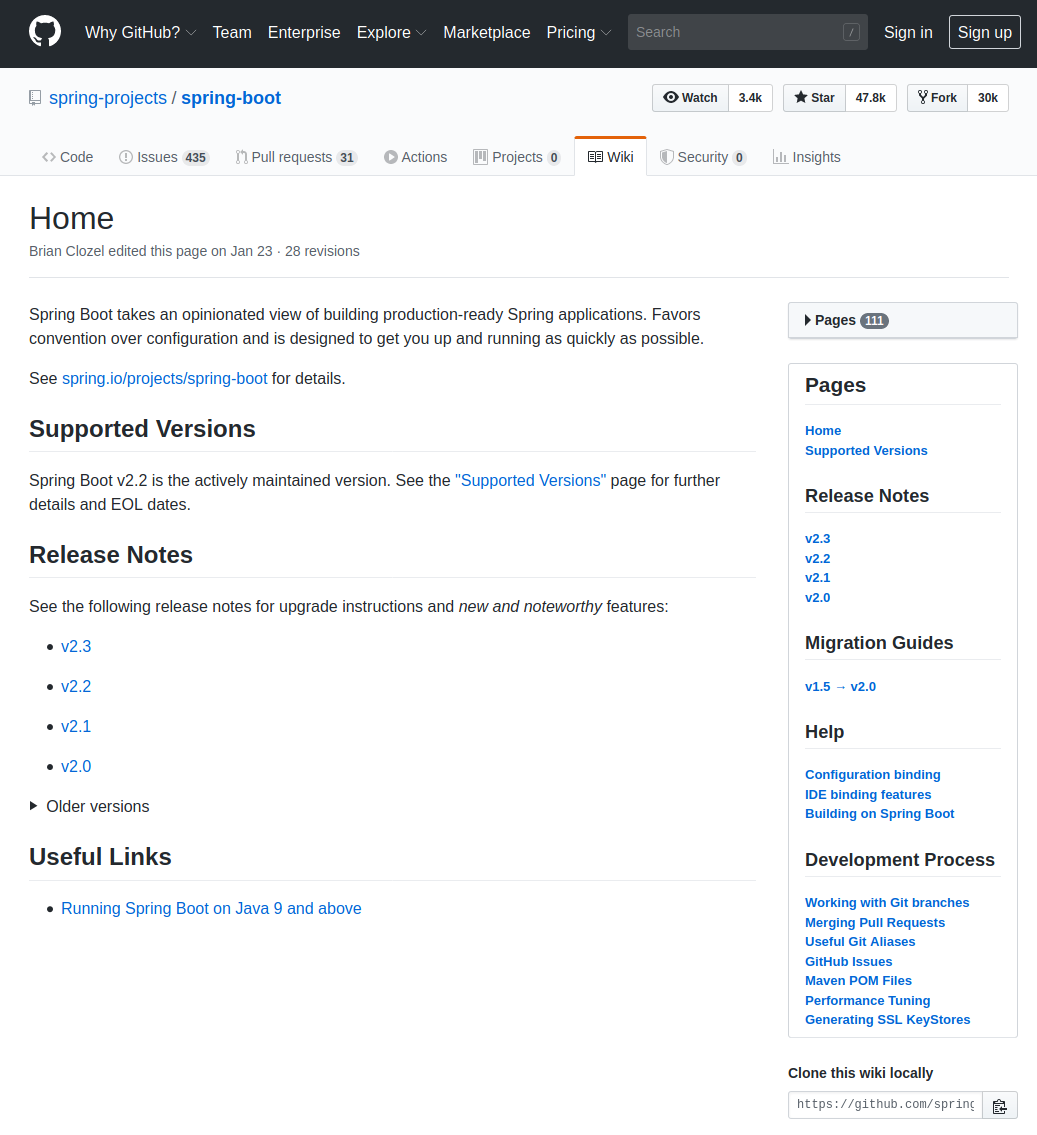 Why GitHub? Team Enterprise Explore Marketplace Pricing Search / Sign in Sign up
spring-projects / spring-boot Watch 3.4k Star 47.8k Fork 30k
Code Issues 435 Pull requests 31 Actions Projects 0 Wiki Security 0 Insights
Home
Brian Clozel edited this page on Jan 23 · 28 revisions
Spring Boot takes an opinionated view of building production-ready Spring applications. Favors
convention over configuration and is designed to get you up and running as quickly as possible.
See spring.io/projects/spring-boot for details.
Supported Versions
Spring Boot v2.2 is the actively maintained version. See the "Supported Versions" page for further
details and EOL dates.
Release Notes
See the following release notes for upgrade instructions and new and noteworthy features:
• v2.3
• v2.2
• v2.1
• v2.0
Older versions
Useful Links
• Running Spring Boot on Java 9 and above
Pages 111
Pages
Home
Supported Versions
Release Notes
v2.3
v2.2
v2.1
v2.0
Migration Guides
v1.5 → v2.0
Help
Configuration binding
IDE binding features
Building on Spring Boot
Development Process
Working with Git branches
Merging Pull Requests
Useful Git Aliases
GitHub Issues
Maven POM Files
Performance Tuning
Generating SSL KeyStores
Clone this wiki locally
https://github.com/spring